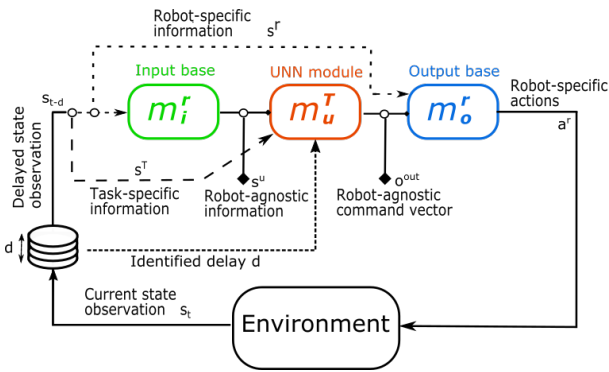 Robot-specific
information s^r
Input base
UNN module
Output base
Robot-specific
actions
s_{t-d}
m_i^r
m_u^T
m_o^r
a^r
Delayed state
observation
s^T
Task-specific
information
s^u
Robot-agnostic
information
o^{out}
Robot-agnostic
command vector
d
Identified delay d
Current state
observation s_t
Environment